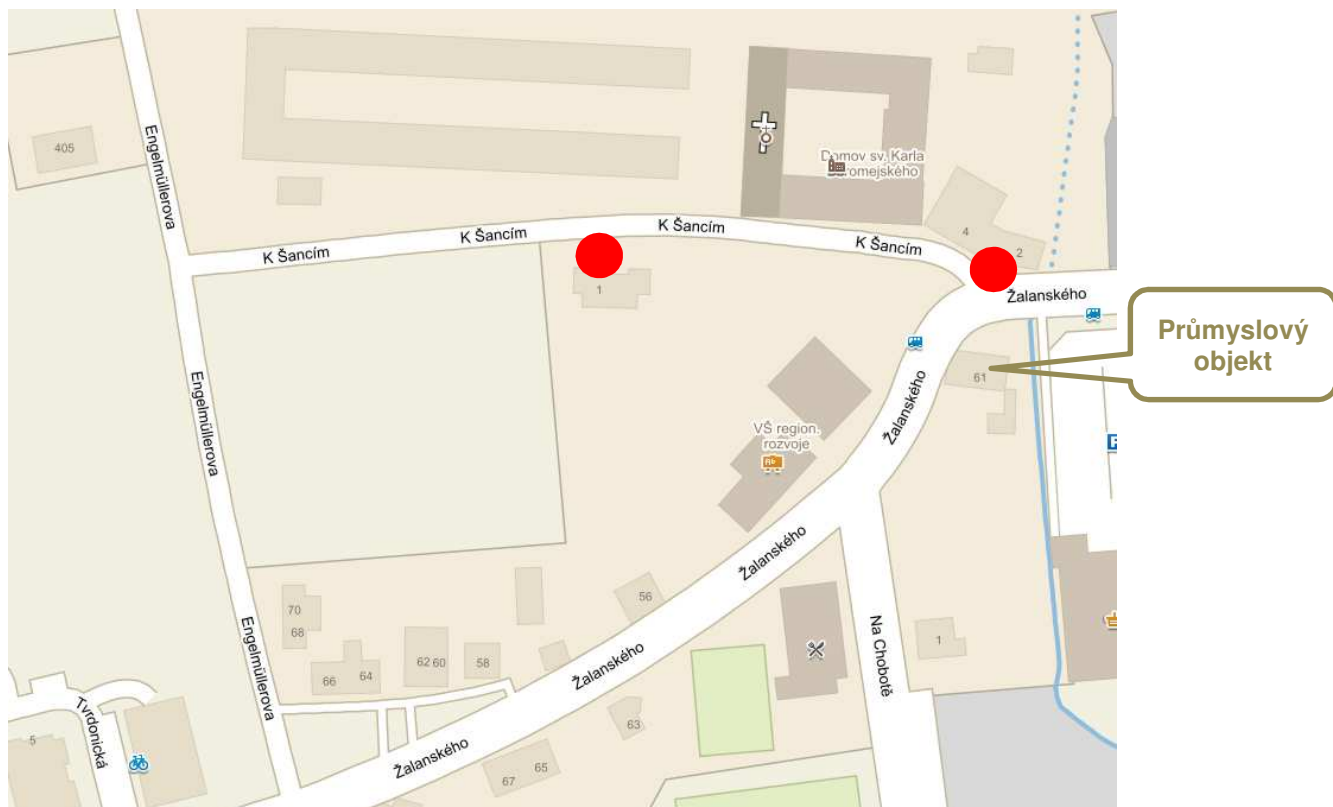 405
Engelmüllerova
K Šancím
K Šancím
K Šancím
K Šancím
Domov sv. Karla
Boromejského
4
2
1
Žalanského
Průmyslový
objekt
61
Žalanského
Engelmüllerova
VŠ region.
rozvoje
P
Žalanského
56
70
68
Engelmüllerova
66
64
62
60
58
Na Chobotě
1
Žalanského
63
Tvrdonická
5
Žalanského
67
65